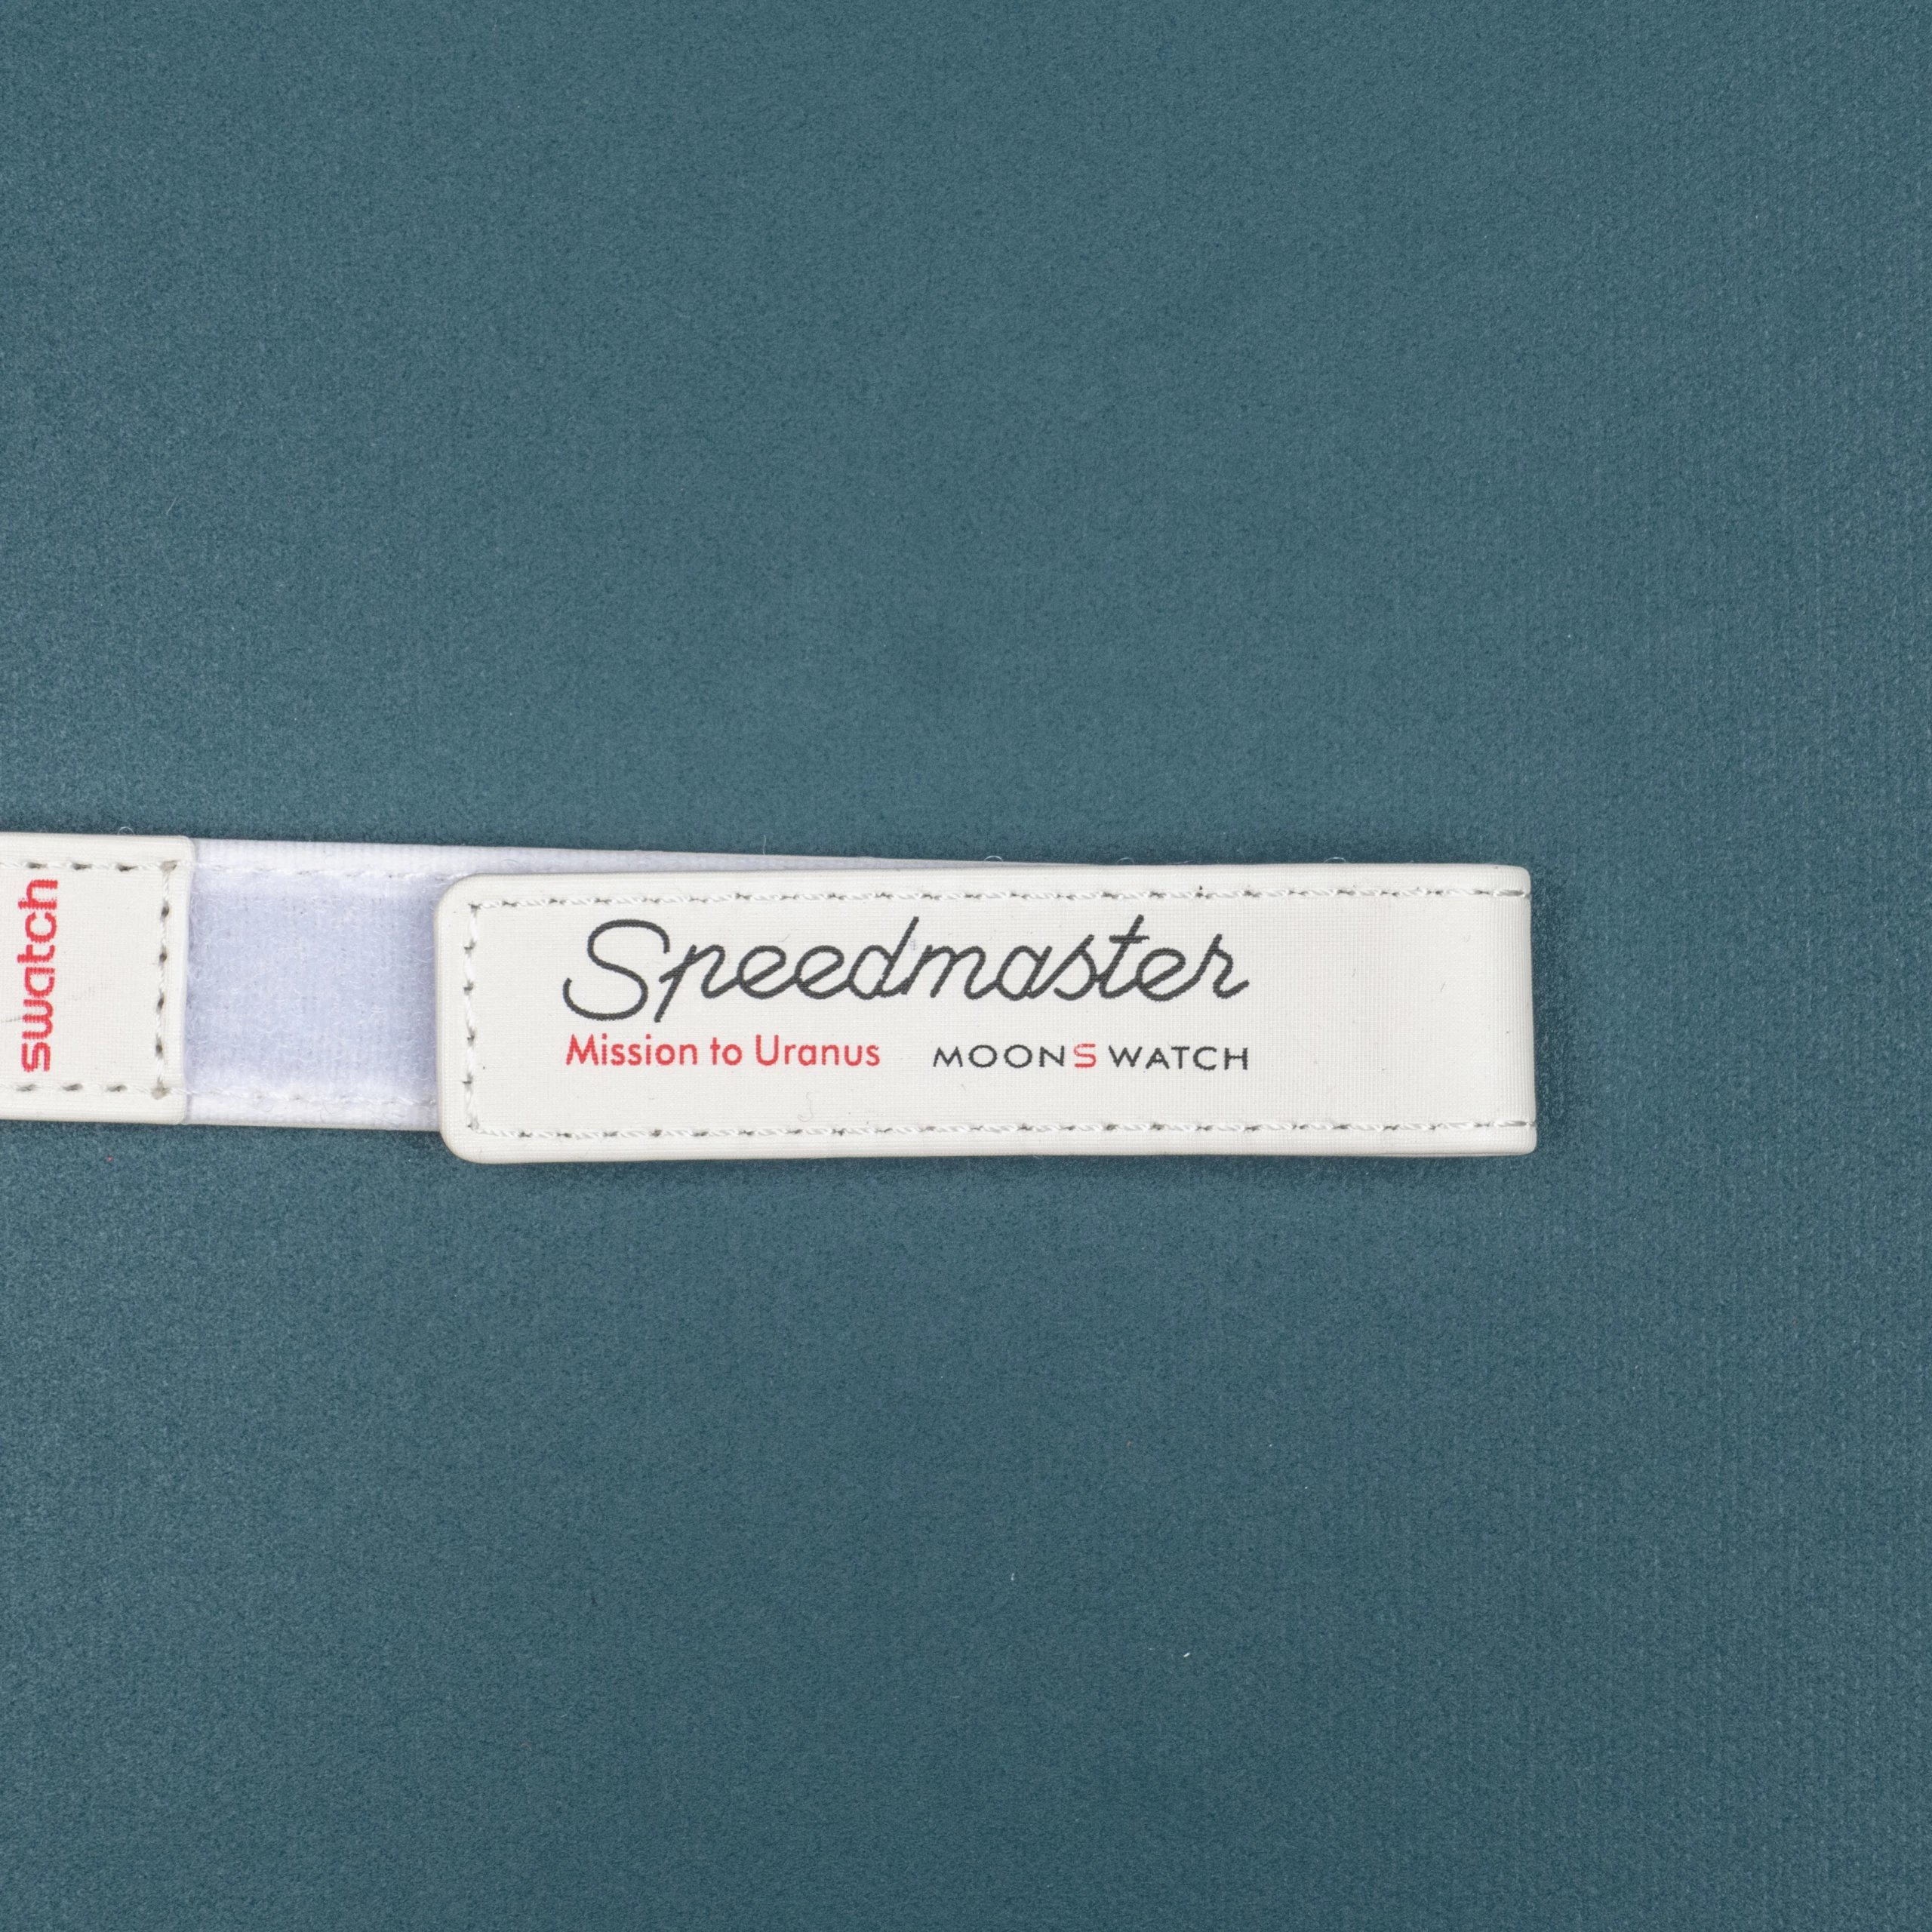 swatch
Speedmaster
Mission to Uranus MOONSWATCH